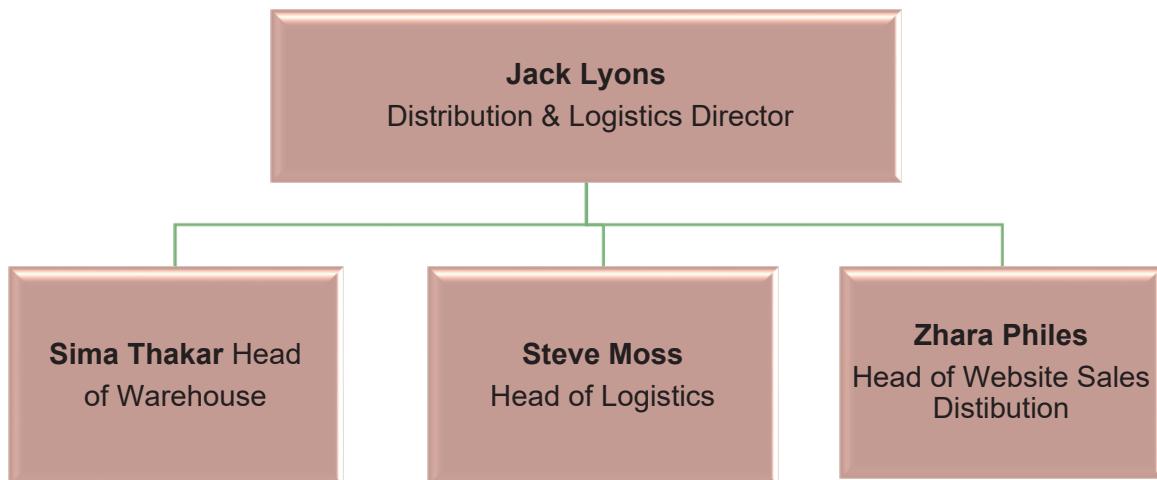 Jack Lyons
Distribution & Logistics Director
Sima Thakar Head
of Warehouse
Steve Moss
Head of Logistics
Zhara Philes
Head of Website Sales
Distibution